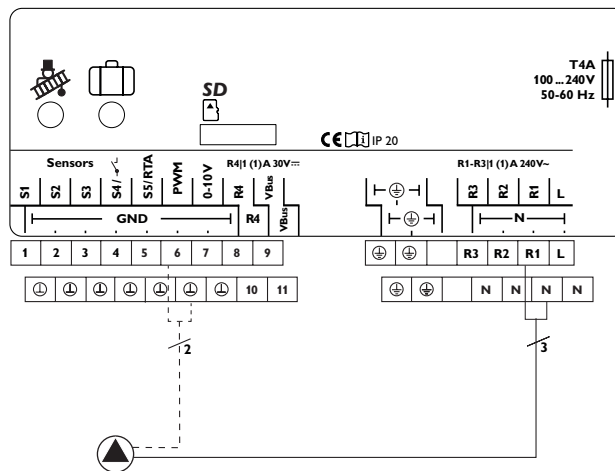 T4A
100 ... 240 V
50-60 Hz
SD
CE i IP 20
Sensors
R4|1 (1) A 30V⎓
R1-R3|1 (1) A 240V~
S1
S2
S3
S4/
S5/RTA
PWM
0-10 V
R4
VBus
R3
R2
R1
L
GND
R4
VBus
N
1 2 3 4 5 6 7 8 9
R3 R2 R1 L
10 11
N N N N
2
3